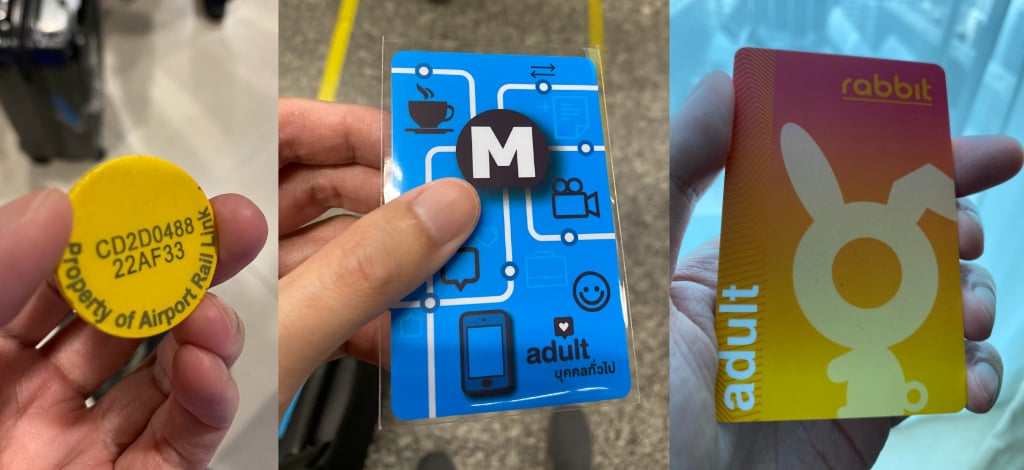 CD2D0488
22AF33
Property of Airport Rail Link
M
adult
บุคคลทั่วไป
rabbit
adult